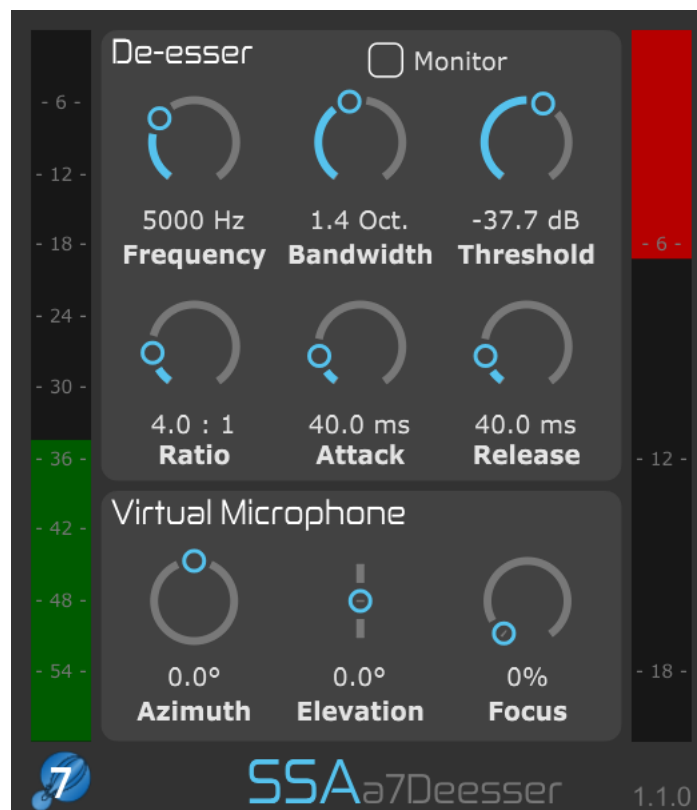 De-esser
Monitor
- 6 -
- 12 -
- 18 -
- 24 -
- 30 -
- 36 -
- 42 -
- 48 -
- 54 -
5000 Hz 1.4 Oct. -37.7 dB
Frequency Bandwidth Threshold
4.0 : 1 40.0 ms 40.0 ms
Ratio Attack Release
Virtual Microphone
0.0° 0.0° 0%
Azimuth Elevation Focus
- 6 -
- 12 -
- 18 -
7
SSA a7Deesser
1.1.0